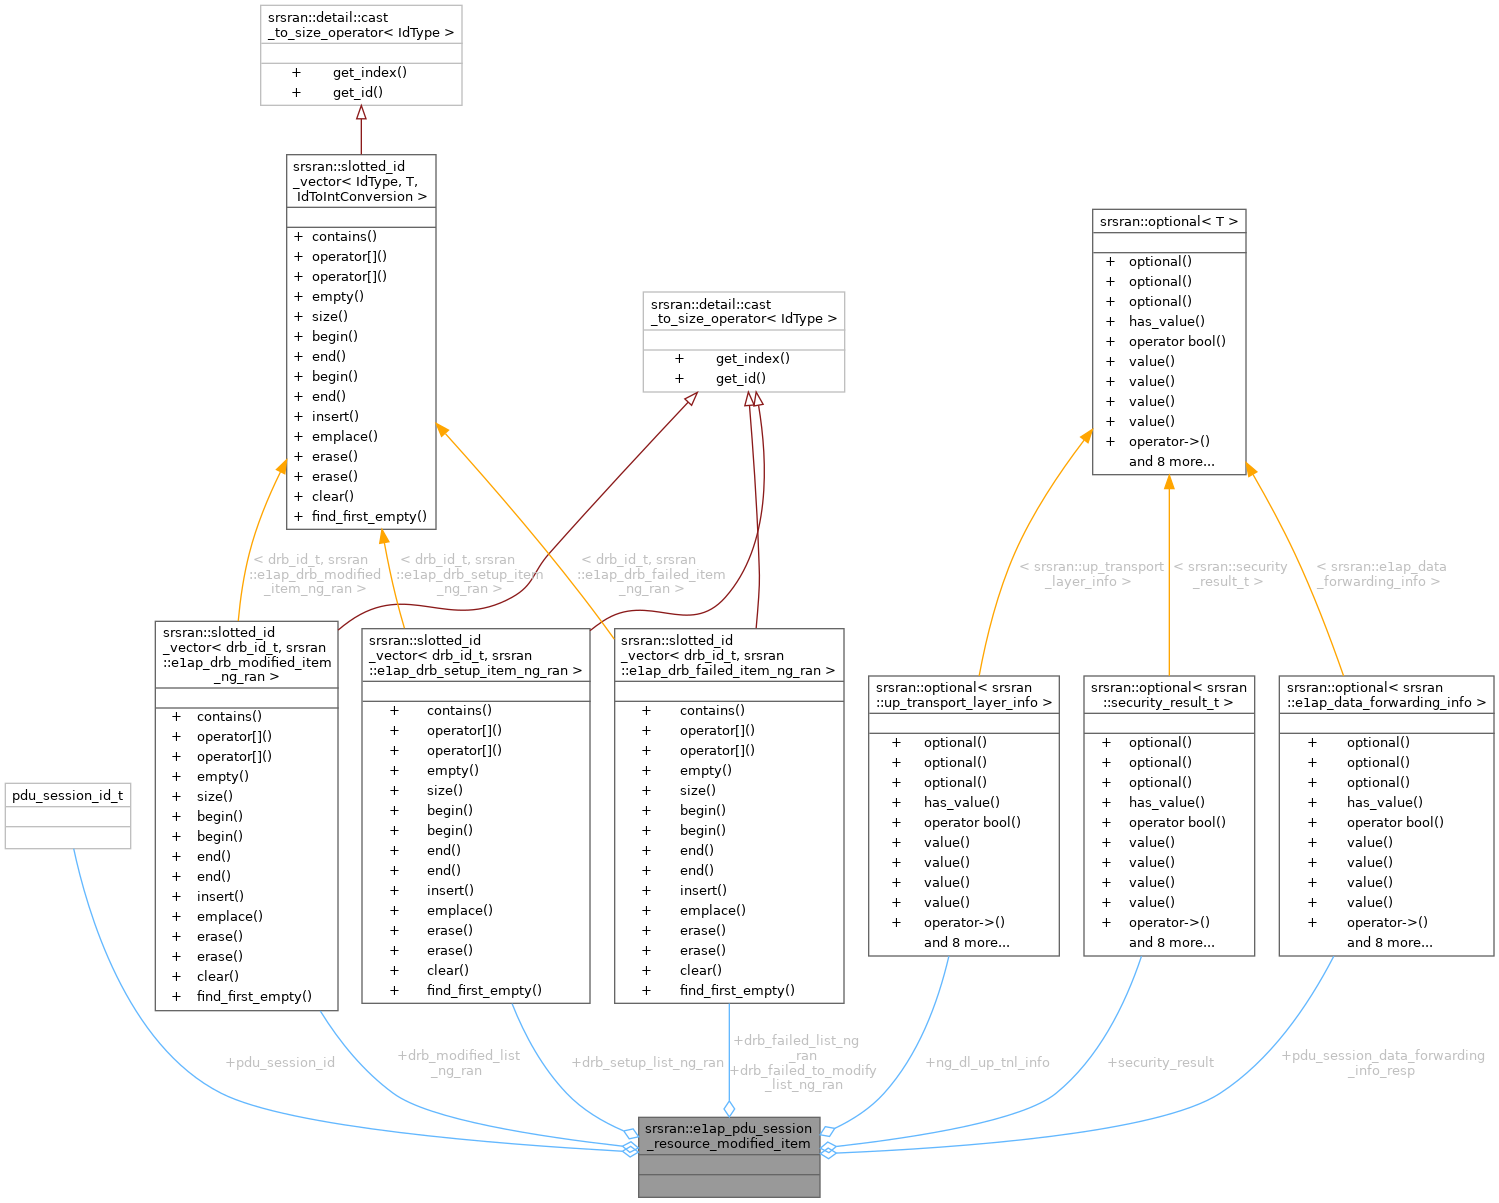 srsran::detail::cast
_to_size_operator< IdType >
+ get_index()
+ get_id()
srsran::slotted_id
_vector< IdType, T,
IdToIntConversion >
+ contains()
+ operator[]()
+ operator[]()
+ empty()
+ size()
+ begin()
+ end()
+ begin()
+ end()
+ insert()
+ emplace()
+ erase()
+ erase()
+ clear()
+ find_first_empty()
srsran::detail::cast
_to_size_operator< IdType >
+ get_index()
+ get_id()
srsran::optional< T >
+ optional()
+ optional()
+ optional()
+ has_value()
+ operator bool()
+ value()
+ value()
+ value()
+ value()
+ operator->()
and 8 more...
< drb_id_t, srsran
::e1ap_drb_modified
_item_ng_ran >
< drb_id_t, srsran
::e1ap_drb_setup_item
_ng_ran >
< drb_id_t, srsran
::e1ap_drb_failed_item
_ng_ran >
< srsran::up_transport
_layer_info >
< srsran::security
_result_t >
< srsran::e1ap_data
_forwarding_info >
pdu_session_id_t
srsran::slotted_id
_vector< drb_id_t, srsran
::e1ap_drb_modified_item
_ng_ran >
+ contains()
+ operator[]()
+ operator[]()
+ empty()
+ size()
+ begin()
+ begin()
+ end()
+ end()
+ insert()
+ emplace()
+ erase()
+ erase()
+ clear()
+ find_first_empty()
srsran::slotted_id
_vector< drb_id_t, srsran
::e1ap_drb_setup_item_ng_ran >
+ contains()
+ operator[]()
+ operator[]()
+ empty()
+ size()
+ begin()
+ begin()
+ end()
+ end()
+ insert()
+ emplace()
+ erase()
+ erase()
+ clear()
+ find_first_empty()
srsran::slotted_id
_vector< drb_id_t, srsran
::e1ap_drb_failed_item_ng_ran >
+ contains()
+ operator[]()
+ operator[]()
+ empty()
+ size()
+ begin()
+ begin()
+ end()
+ end()
+ insert()
+ emplace()
+ erase()
+ erase()
+ clear()
+ find_first_empty()
srsran::optional< srsran
::up_transport_layer_info >
+ optional()
+ optional()
+ optional()
+ has_value()
+ operator bool()
+ value()
+ value()
+ value()
+ value()
+ operator->()
and 8 more...
srsran::optional< srsran
::security_result_t >
+ optional()
+ optional()
+ optional()
+ has_value()
+ operator bool()
+ value()
+ value()
+ value()
+ value()
+ operator->()
and 8 more...
srsran::optional< srsran
::e1ap_data_forwarding_info >
+ optional()
+ optional()
+ optional()
+ has_value()
+ operator bool()
+ value()
+ value()
+ value()
+ value()
+ operator->()
and 8 more...
+pdu_session_id
+drb_modified_list
_ng_ran
+drb_setup_list_ng_ran
+drb_failed_list_ng
_ran
+drb_failed_to_modify
_list_ng_ran
+ng_dl_up_tnl_info
+security_result
+pdu_session_data_forwarding
_info_resp
srsran::e1ap_pdu_session
_resource_modified_item